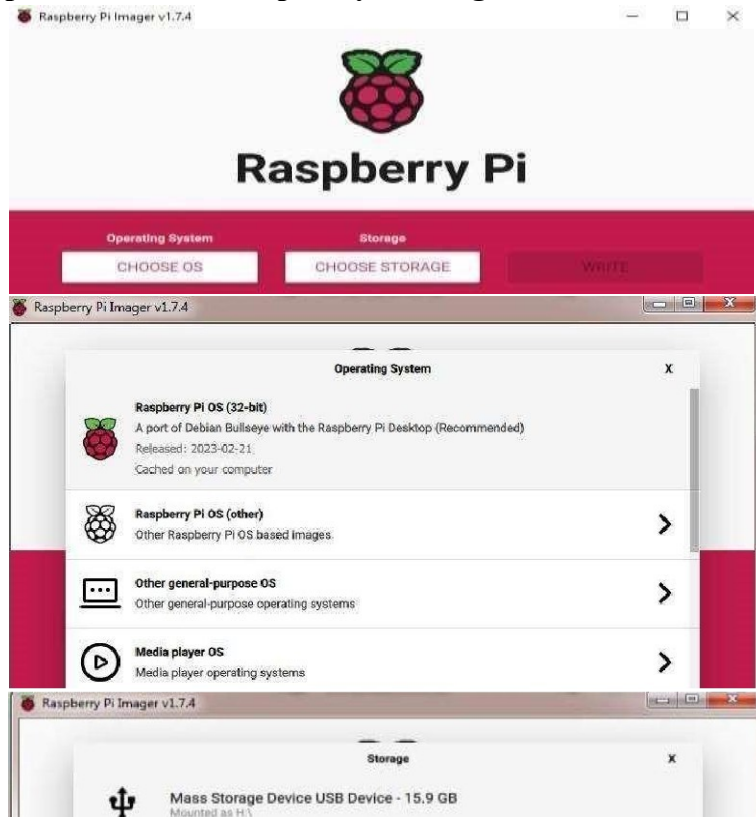 Raspberry Pi Imager v1.7.4
Raspberry Pi
Operating System
Storage
CHOOSE OS
CHOOSE STORAGE
WRITE
Raspberry Pi Imager v1.7.4
Operating System
X
Raspberry Pi OS (32-bit)
A port of Debian Bullseye with the Raspberry Pi Desktop (Recommended)
Released: 2023-02-21
Cached on your computer
Raspberry Pi OS (other)
Other Raspberry Pi OS based images
Other general-purpose OS
Other general-purpose operating systems
Media player OS
Media player operating systems
Raspberry Pi Imager v1.7.4
Storage
X
Mass Storage Device USB Device - 15.9 GB
Mounted as H:\